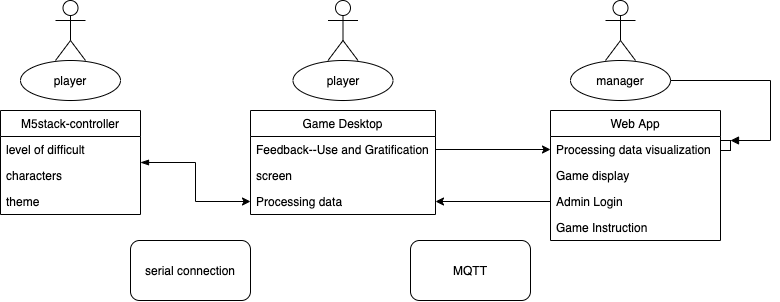 player
player
manager
M5stack-controller
level of difficult
characters
theme
Game Desktop
Feedback--Use and Gratification
screen
Processing data
Web App
Processing data visualization
Game display
Admin Login
Game Instruction
serial connection
MQTT